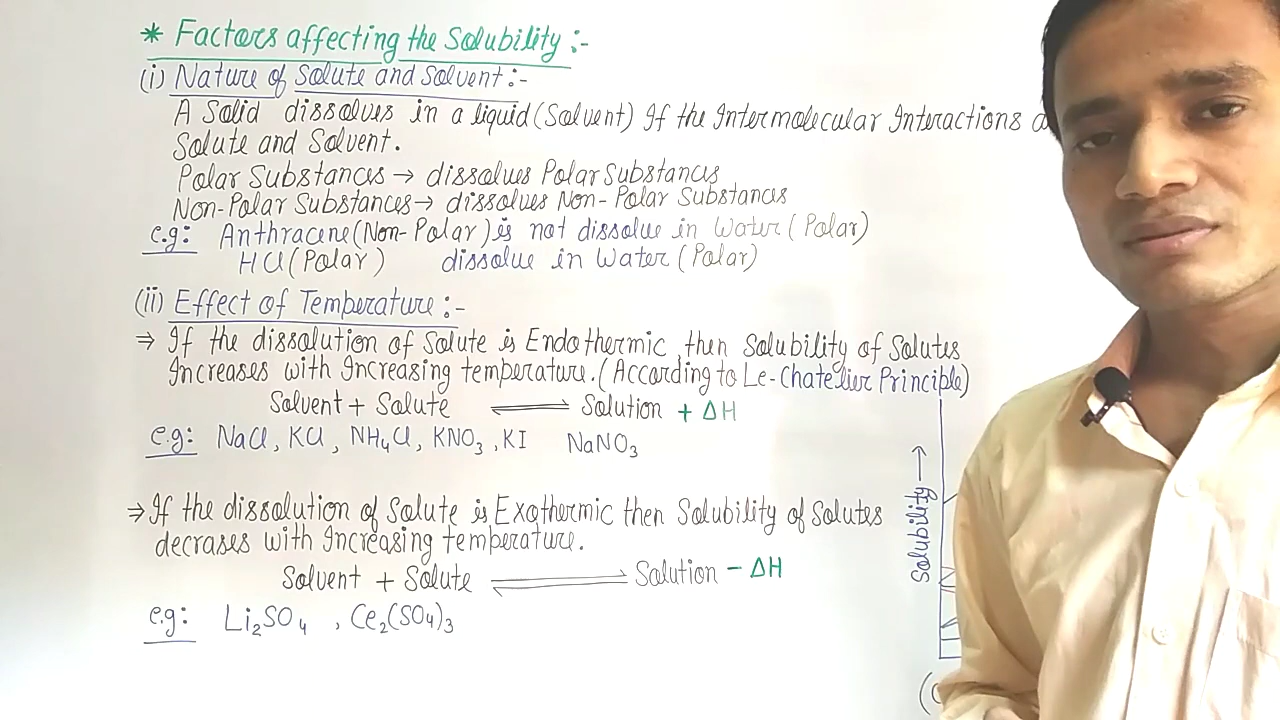 * Factors affecting the Solubility :-
(i) Nature of Solute and Solvent :-
A Solid dissolves in a liquid (Solvent) If the Intermolecular Interactions
Solute and Solvent.
Polar Substances → dissolves Polar Substances
Non-Polar Substances → dissolves Non-Polar Substances
e.g: Anthracene (Non-Polar) is not dissolve in Water (Polar)
HCl (Polar) dissolve in Water (Polar)
(ii) Effect of Temperature :-
⇒ If the dissolution of Solute is Endothermic, then Solubility of Solutes
Increases with Increasing temperature. (According to Le-Chatelier Principle)
Solvent + Solute ⇌ Solution + ΔH
e.g: NaCl, KCl, NH₄Cl, KNO₃, KI NaNO₃
⇒ If the dissolution of Solute is Exothermic then Solubility of Solutes
decrases with Increasing temperature.
Solvent + Solute ⇌ Solution - ΔH
e.g: Li₂SO₄, Ce₂(SO₄)₃
Solubility →